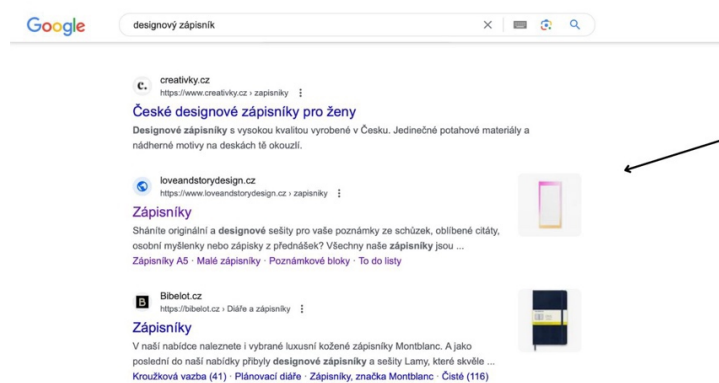 Google
designový zápisník
c.
creativky.cz
https://www.creativky.cz › zapisniky
České designové zápisníky pro ženy
Designové zápisníky s vysokou kvalitou vyrobené v Česku. Jedinečné potahové materiály a
nádherné motivy na deskách tě okouzlí.
loveandstorydesign.cz
https://www.loveandstorydesign.cz › zapisniky
Zápisníky
Sháníte originální a designové sešity pro vaše poznámky ze schůzek, oblíbené citáty,
osobní myšlenky nebo zápisky z přednášek? Všechny naše zápisníky jsou ...
Zápisníky A5 · Malé zápisníky · Poznámkové bloky · To do listy
B
Bibelot.cz
https://bibelot.cz › Diáře a zápisníky
Zápisníky
V naší nabídce naleznete i vybrané luxusní kožené zápisníky Montblanc. A jako
poslední do naší nabídky přibyly designové zápisníky a sešity Lamy, které skvěle ...
Kroužková vazba (41) · Plánovací diáře · Zápisníky, značka Montblanc · Čisté (116)